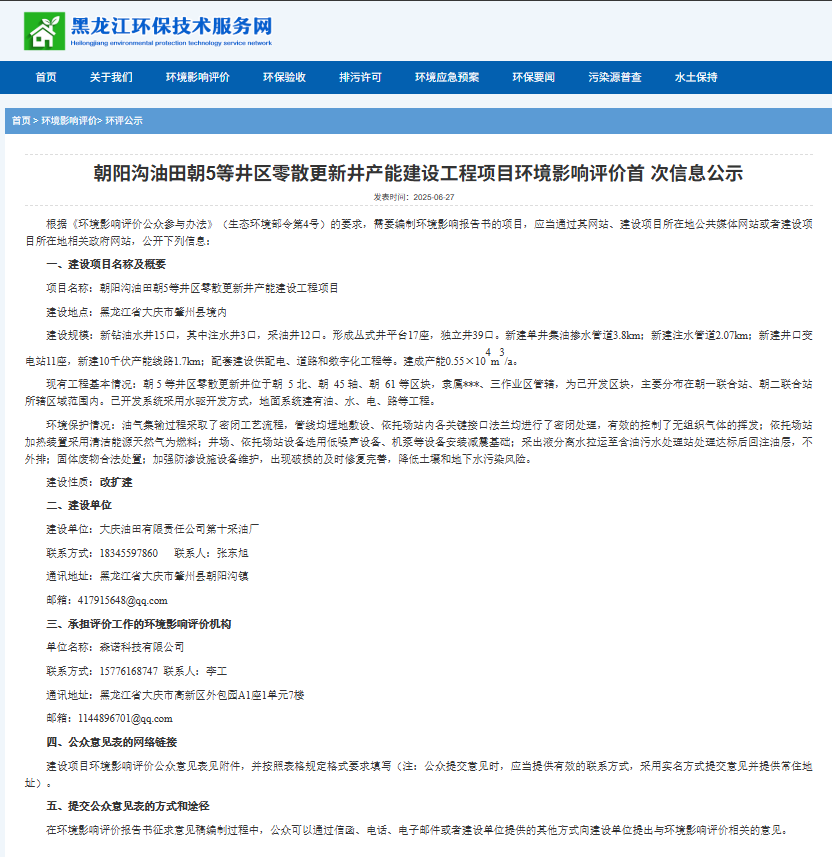 黑龙江环保技术服务网
Heilongjiang environmental protection technology service network
首页 关于我们 环境影响评价 环保验收 排污许可 环境应急预案 环保要闻 污染源普查 水土保持
首页 > 环境影响评价> 环评公示
朝阳沟油田朝5等井区零散更新井产能建设工程项目环境影响评价首 次信息公示
发表时间：2025-06-27
根据《环境影响评价公众参与办法》（生态环境部令第4号）的要求，需要编制环境影响报告书的项目，应当通过其网站、建设项目所在地公共媒体网站或者建设项
目所在地相关政府网站，公开下列信息：
一、建设项目名称及概要
项目名称：朝阳沟油田朝5等井区零散更新井产能建设工程项目
建设地点：黑龙江省大庆市肇州县境内
建设规模：新钻油水井15口，其中注水井3口，采油井12口。形成丛式井平台17座，独立井39口。新建单井集油掺水管道3.8km；新建注水管道2.07km；新建井口变
电站11座，新建10千伏产能线路1.7km；配套建设供配电、道路和数字化工程等。建成产能0.55×10⁴m³/a。
现有工程基本情况：朝 5 等井区零散更新井位于朝 5 北、朝 45 轴、朝 61 等区块，隶属***、三作业区管辖，为已开发区块，主要分布在朝一联合站、朝二联合站
所辖区域范围内。已开发系统采用水驱开发方式，地面系统建有油、水、电、路等工程。
环境保护情况：油气集输过程采取了密闭工艺流程，管线均埋地敷设、依托场站内各关键接口法兰均进行了密闭处理，有效的控制了无组织气体的挥发；依托场站
加热装置采用清洁能源天然气为燃料；井场、依托场站设备选用低噪声设备、机泵等设备安装减震基础；采出液分离水拉运至含油污水处理站处理达标后回注油层，不
外排；固体废物合法处置；加强防渗设施设备维护，出现破损的及时修复完善，降低土壤和地下水污染风险。
建设性质：改扩建
二、建设单位
建设单位：大庆油田有限责任公司第十采油厂
联系方式：18345597860 联系人：张东旭
通讯地址：黑龙江省大庆市肇州县朝阳沟镇
邮箱：417915648@qq.com
三、承担评价工作的环境影响评价机构
单位名称：森诺科技有限公司
联系方式：15776168747 联系人：李工
通讯地址：黑龙江省大庆市高新区外包园A1座1单元7楼
邮箱：1144896701@qq.com
四、公众意见表的网络链接
建设项目环境影响评价公众意见表见附件，并按照表格规定格式要求填写（注：公众提交意见时，应当提供有效的联系方式，采用实名方式提交意见并提供常住地
址）。
五、提交公众意见表的方式和途径
在环境影响评价报告书征求意见稿编制过程中，公众可以通过信函、电话、电子邮件或者建设单位提供的其他方式向建设单位提出与环境影响评价相关的意见。